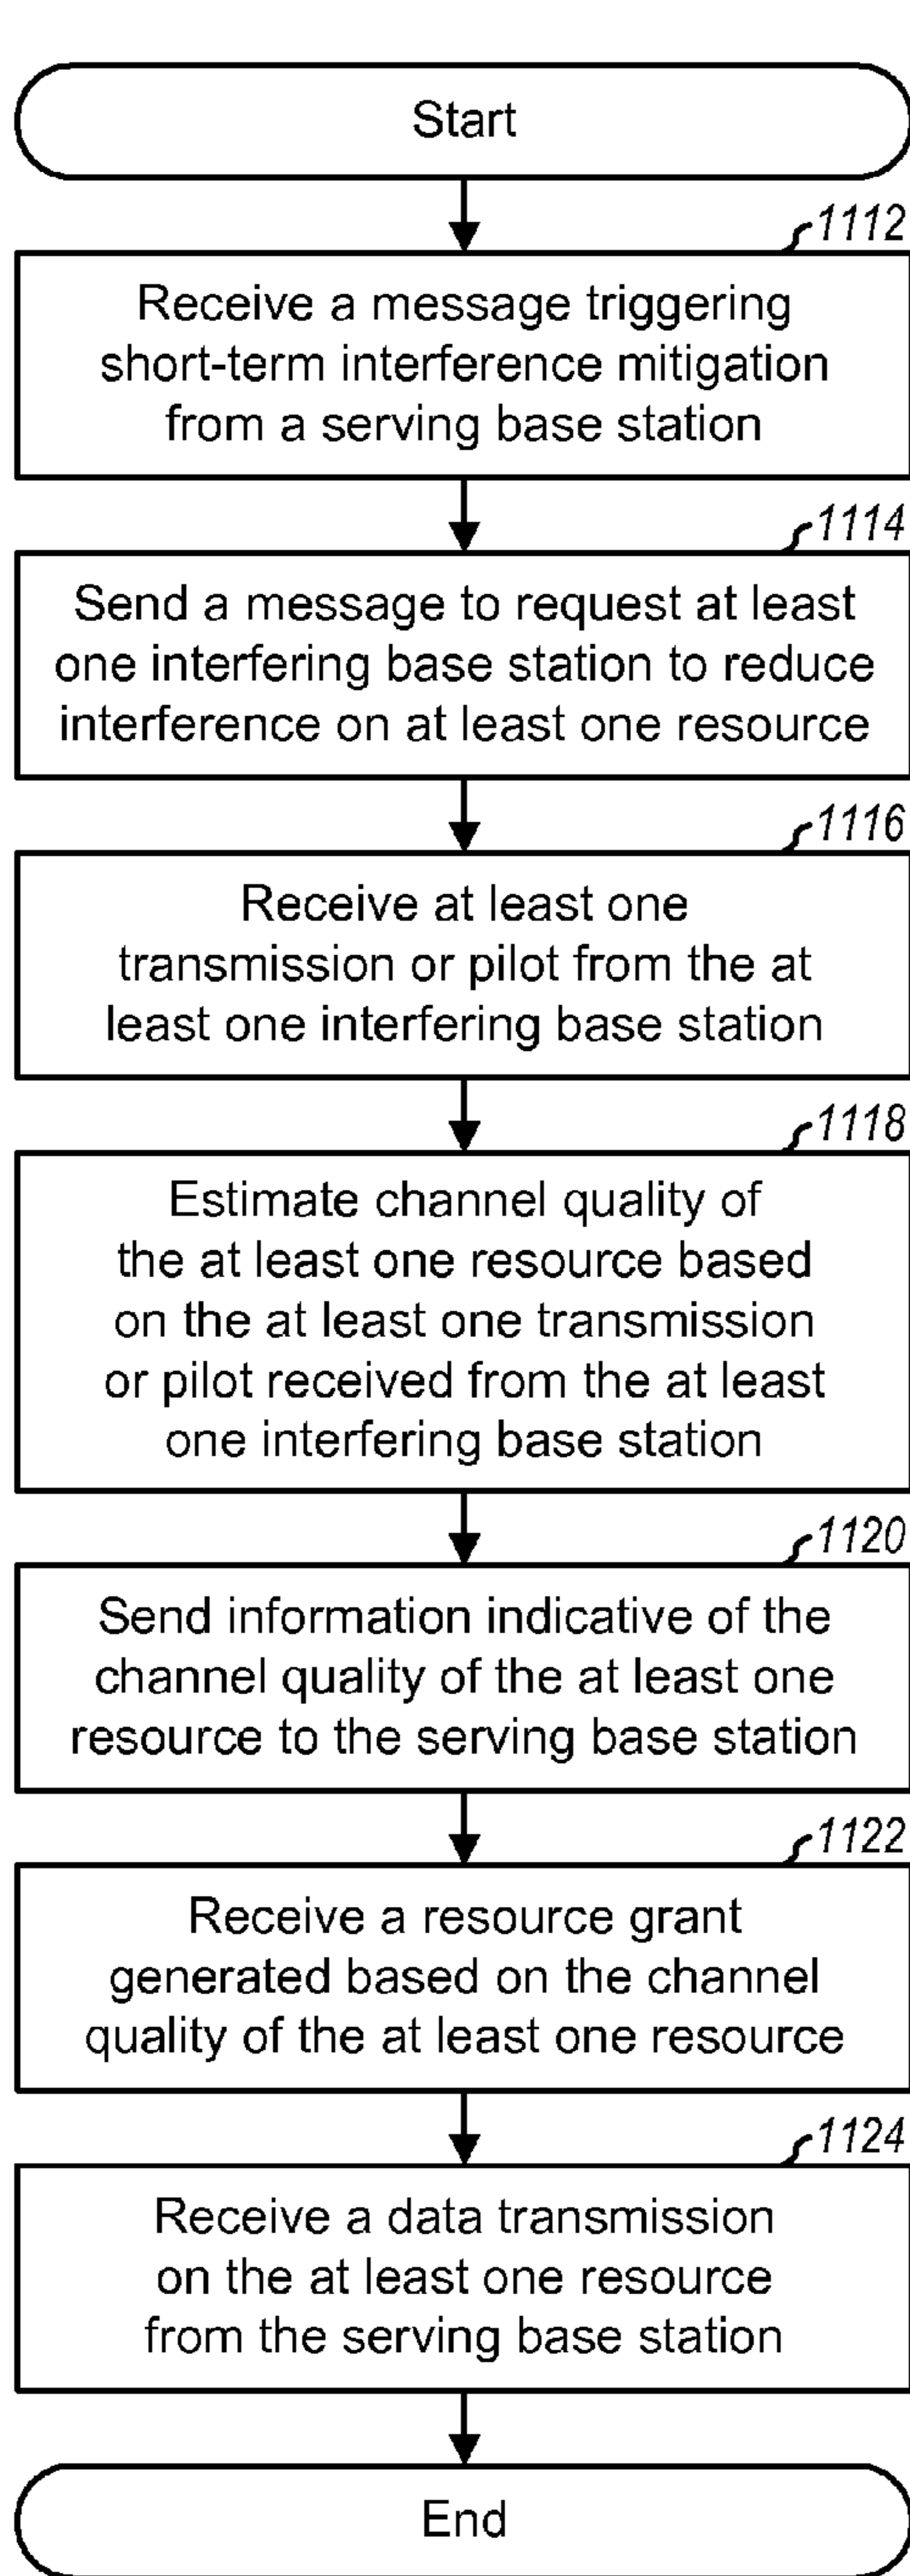 Start
1112
Receive a message triggering
short-term interference mitigation
from a serving base station
1114
Send a message to request at least
one interfering base station to reduce
interference on at least one resource
1116
Receive at least one
transmission or pilot from the at
least one interfering base station
1118
Estimate channel quality of
the at least one resource based
on the at least one transmission
or pilot received from the at least
one interfering base station
1120
Send information indicative of the
channel quality of the at least one
resource to the serving base station
1122
Receive a resource grant
generated based on the channel
quality of the at least one resource
1124
Receive a data transmission
on the at least one resource
from the serving base station
End